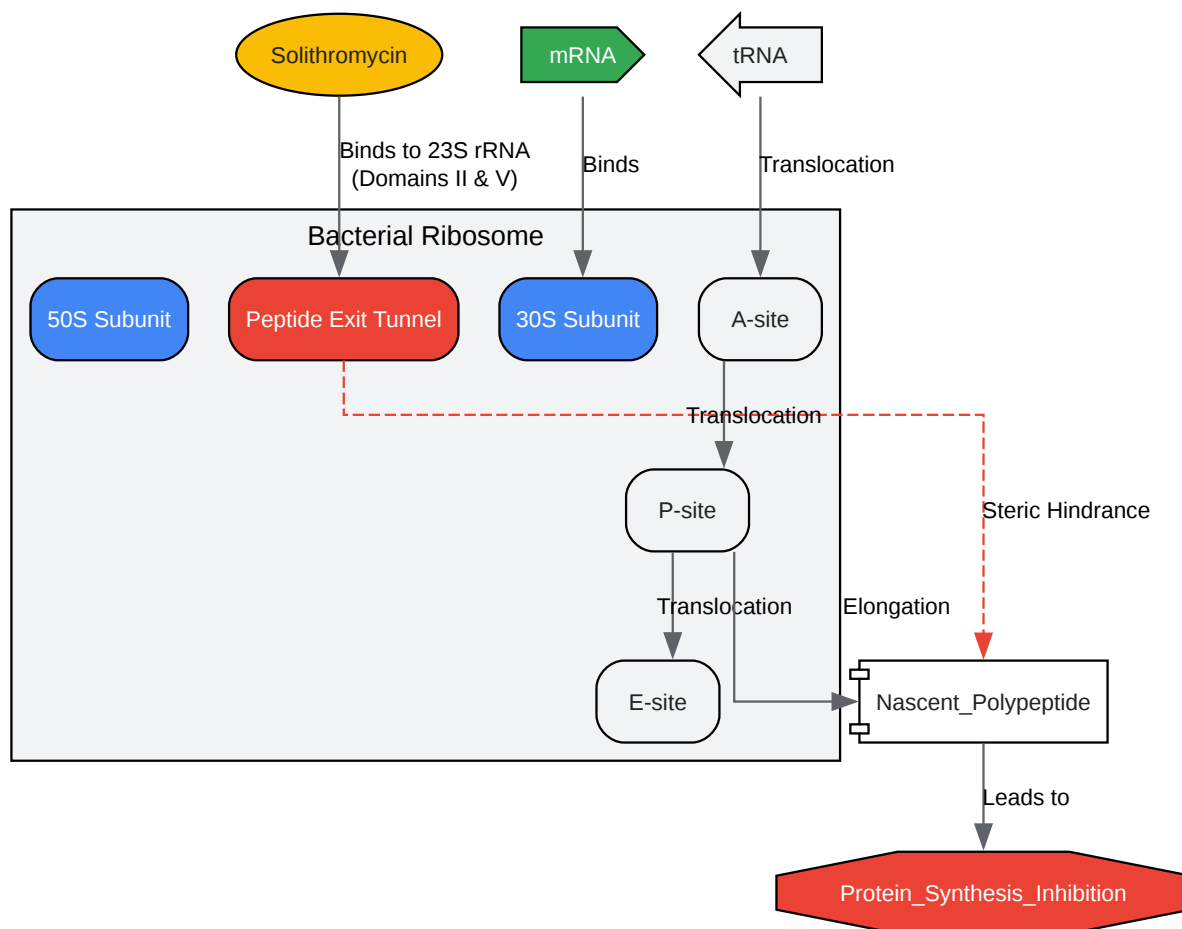 Solithromycin
mRNA
tRNA
Binds to 23S rRNA
(Domains II & V)
Binds
Translocation
Bacterial Ribosome
50S Subunit
Peptide Exit Tunnel
30S Subunit
A-site
Translocation
P-site
Steric Hindrance
Translocation
Elongation
E-site
Nascent_Polypeptide
Leads to
Protein_Synthesis_Inhibition